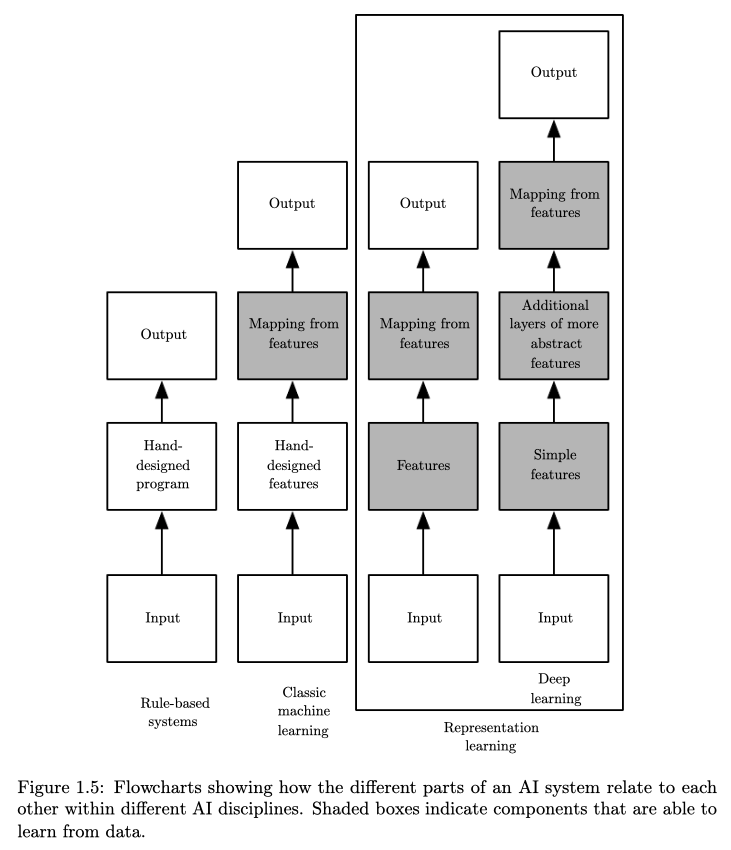 Output
Mapping from
features
Output
Output
Additional
layers of more
abstract
features
Mapping from
features
Mapping from
features
Output
Simple
features
Features
Hand-
designed
features
Hand-
designed
program
Input
Input
Input
Input
Deep
learning
Classic
machine
learning
Rule-based
systems
Representation
learning
Figure 1.5: Flowcharts showing how the different parts of an AI system relate to each
other within different AI disciplines. Shaded boxes indicate components that are able to
learn from data.